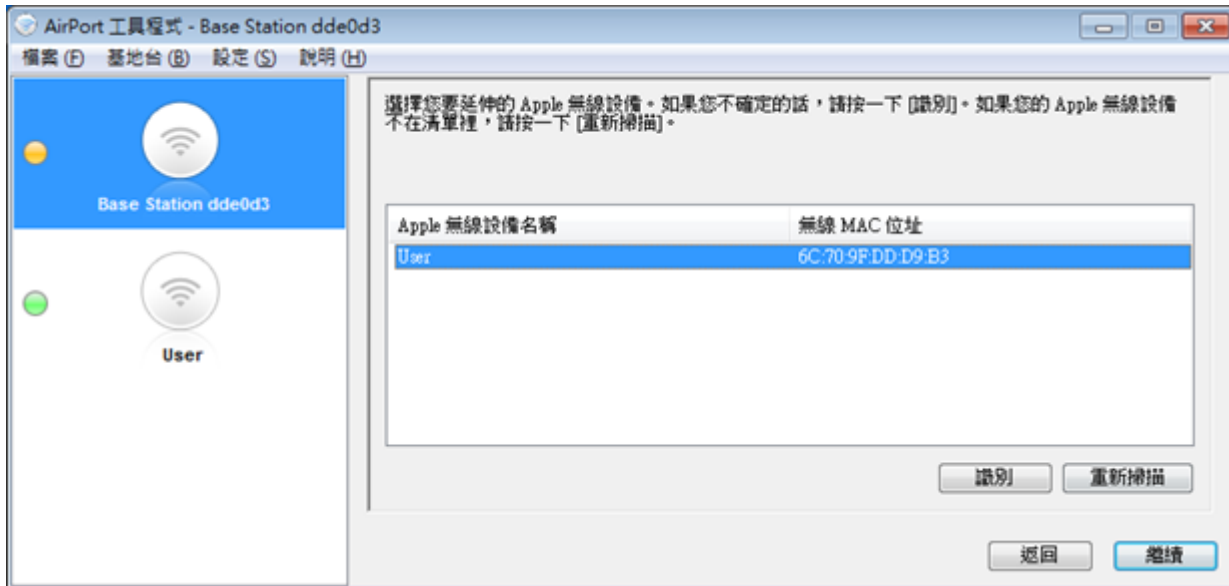 AirPort 工具程式 - Base Station dde0d3
檔案 (F) 基地台 (B) 設定 (S) 說明 (H)
Base Station dde0d3
User
選擇您要延伸的 Apple 無線設備。如果您不確定的話，請按一下 [識別]。如果您的 Apple 無線設備
不在清單裡，請按一下 [重新掃描]。
Apple 無線設備名稱 無線 MAC 位址
User 6C:70:9F:DD:D9:B3
識別 重新掃描
返回 繼續